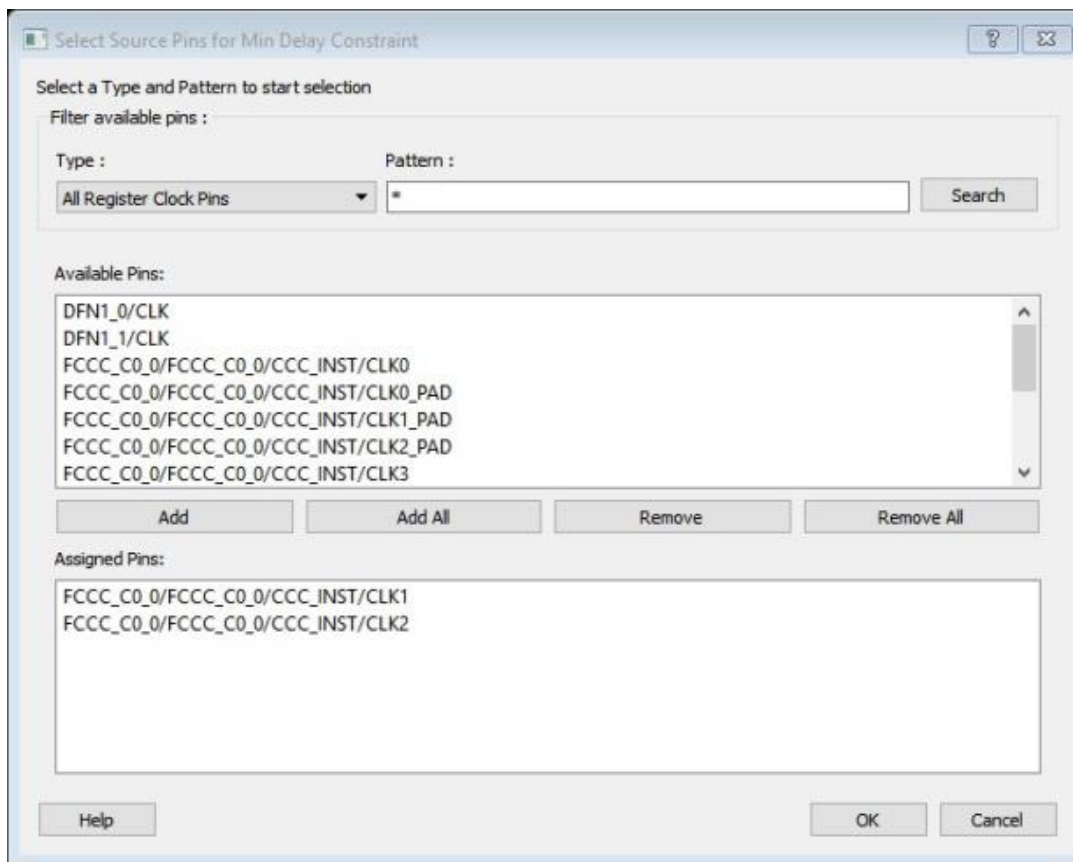 Select Source Pins for Min Delay Constraint
Select a Type and Pattern to start selection
Filter available pins :
Type : Pattern :
All Register Clock Pins * Search
Available Pins:
DFN1_0/CLK
DFN1_1/CLK
FCCC_C0_0/FCCC_C0_0/CCC_INST/CLK0
FCCC_C0_0/FCCC_C0_0/CCC_INST/CLK0_PAD
FCCC_C0_0/FCCC_C0_0/CCC_INST/CLK1_PAD
FCCC_C0_0/FCCC_C0_0/CCC_INST/CLK2_PAD
FCCC_C0_0/FCCC_C0_0/CCC_INST/CLK3
Add Add All Remove Remove All
Assigned Pins:
FCCC_C0_0/FCCC_C0_0/CCC_INST/CLK1
FCCC_C0_0/FCCC_C0_0/CCC_INST/CLK2
Help OK Cancel